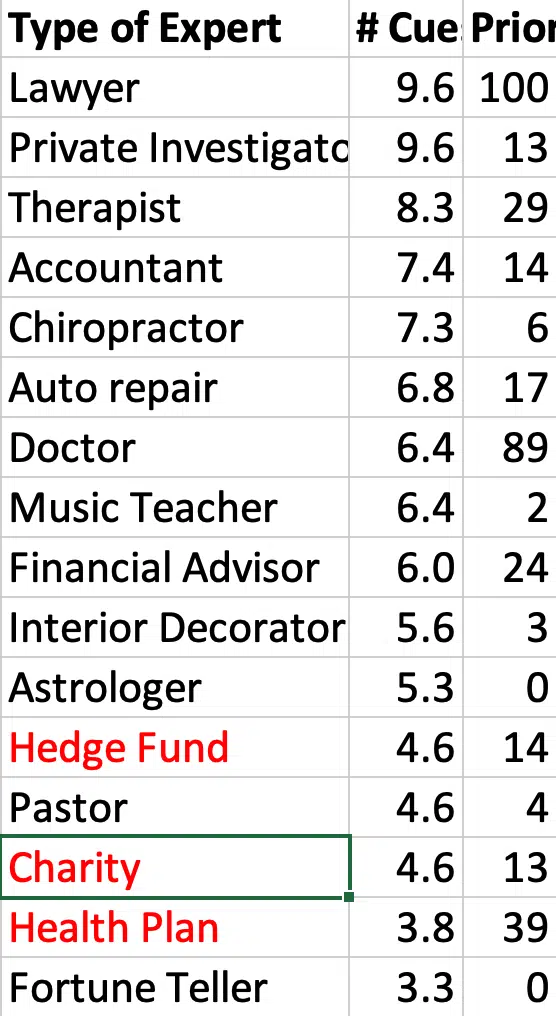 Type of Expert # Cue Prior
Lawyer 9.6 100
Private Investigato 9.6 13
Therapist 8.3 29
Accountant 7.4 14
Chiropractor 7.3 6
Auto repair 6.8 17
Doctor 6.4 89
Music Teacher 6.4 2
Financial Advisor 6.0 24
Interior Decorator 5.6 3
Astrologer 5.3 0
Hedge Fund 4.6 14
Pastor 4.6 4
Charity 4.6 13
Health Plan 3.8 39
Fortune Teller 3.3 0